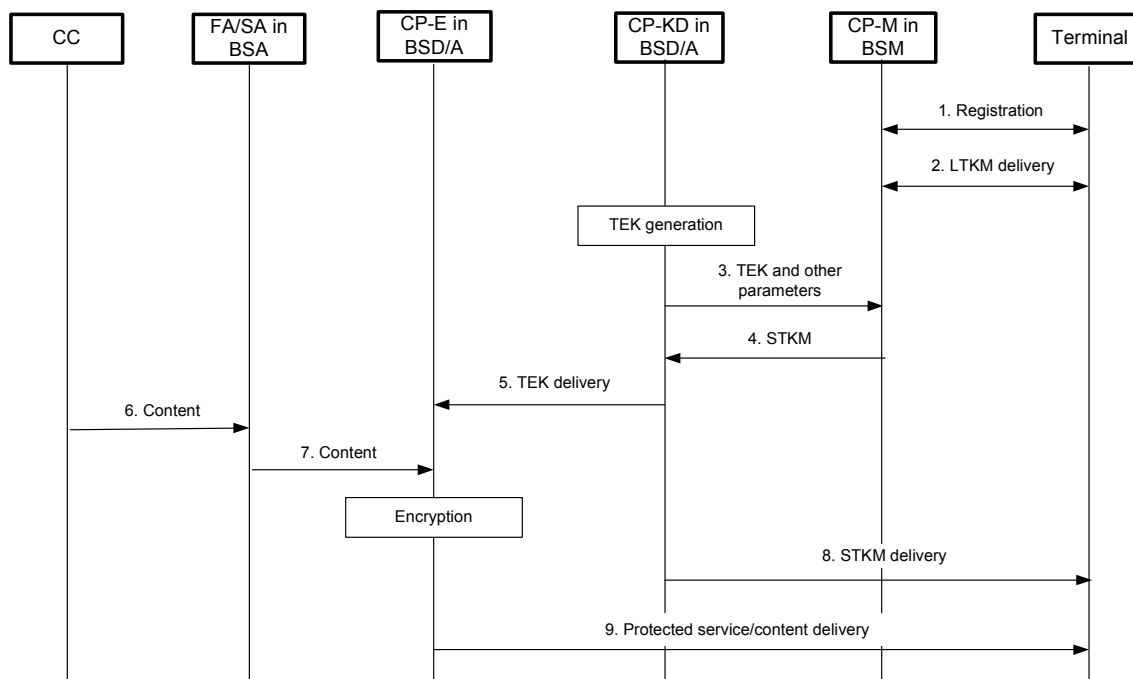 CC
FA/SA in
BSA
CP-E in
BSD/A
CP-KD in
BSD/A
CP-M in
BSM
Terminal
1. Registration
2. LTKM delivery
TEK generation
3. TEK and other
parameters
4. STKM
5. TEK delivery
6. Content
7. Content
Encryption
8. STKM delivery
9. Protected service/content delivery